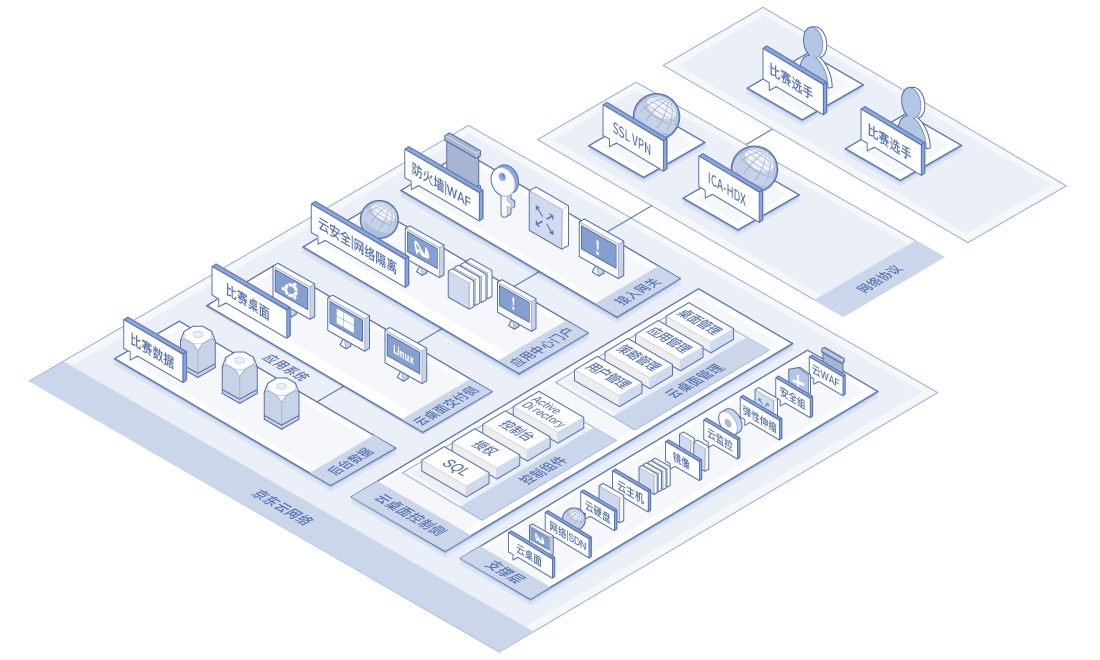 比赛选手
比赛选手
SSL VPN
ICA-HDX
网络协议
防火墙|WAF
接入网关
云安全|网络隔离
应用中心门户
比赛桌面
Linux
云桌面交付侧
比赛数据
应用系统
后台数据
京东云网络
桌面管理
应用管理
策略管理
用户管理
云桌面管理
Active
Directory
控制台
授权
SQL
控制组件
云桌面控制侧
云WAF
安全组
弹性伸缩
云监控
镜像
云主机
云硬盘
网络|SDN
云桌面
支撑层